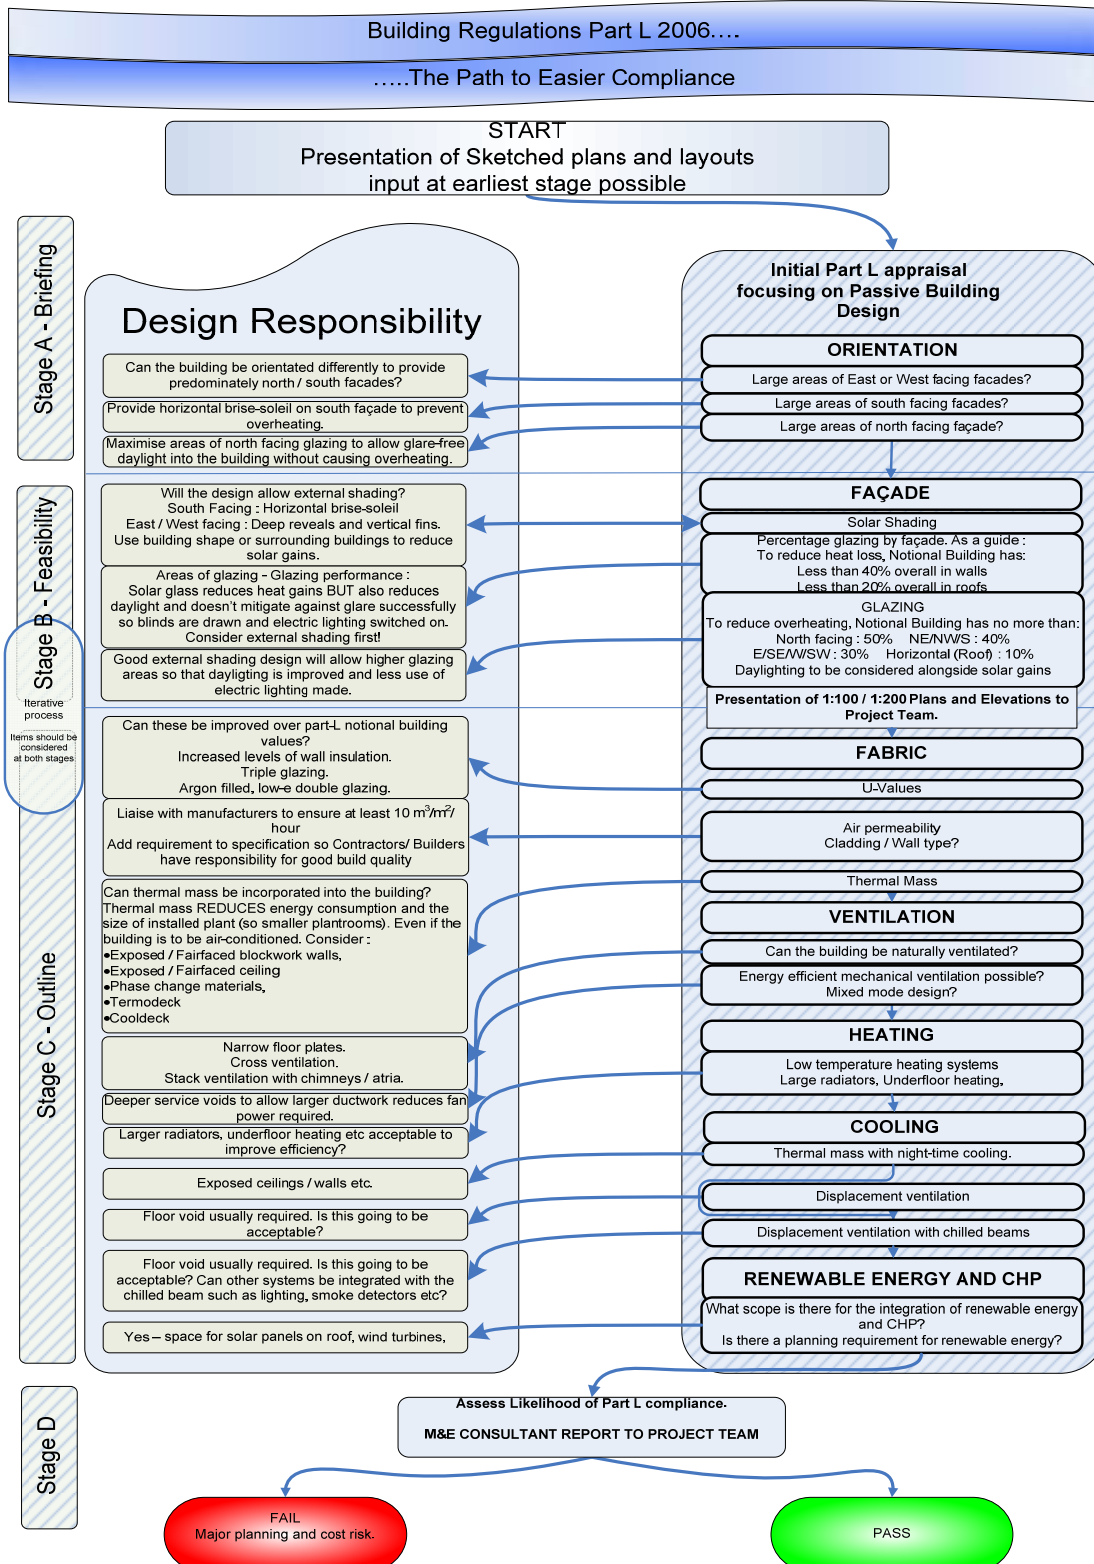 Building Regulations Part L 2006….
…..The Path to Easier Compliance
START
Presentation of Sketched plans and layouts
input at earliest stage possible
Stage A - Briefing
Design Responsibility
Can the building be orientated differently to provide
predominately north / south facades?
Provide horizontal brise-soleil on south façade to prevent
overheating.
Maximise areas of north facing glazing to allow glare-free
daylight into the building without causing overheating.
Initial Part L appraisal
focusing on Passive Building
Design
ORIENTATION
Large areas of East or West facing facades?
Large areas of south facing facades?
Large areas of north facing façade?
Stage B - Feasibility
Iterative
process
Items should be
considered
at both stages
Will the design allow external shading?
South Facing : Horizontal brise-soleil
East / West facing : Deep reveals and vertical fins.
Use building shape or surrounding buildings to reduce
solar gains.
Areas of glazing – Glazing performance :
Solar glass reduces heat gains BUT also reduces
daylight and doesn't mitigate against glare successfully
so blinds are drawn and electric lighting switched on.
Consider external shading first!
Good external shading design will allow higher glazing
areas so that dayligting is improved and less use of
electric lighting made.
FAÇADE
Solar Shading
Percentage glazing by façade. As a guide :
To reduce heat loss, Notional Building has:
Less than 40% overall in walls
Less than 20% overall in roofs
GLAZING
To reduce overheating, Notional Building has no more than:
North facing : 50% NE/NW/S : 40%
E/SE/W/SW : 30% Horizontal (Roof) : 10%
Daylighting to be considered alongside solar gains
Presentation of 1:100 / 1:200 Plans and Elevations to
Project Team.
Stage C - Outline
Can these be improved over part-L notional building
values?
Increased levels of wall insulation.
Triple glazing.
Argon filled, low-e double glazing.
Liaise with manufacturers to ensure at least 10 m³/m²/
hour
Add requirement to specification so Contractors/ Builders
have responsibility for good build quality
Can thermal mass be incorporated into the building?
Thermal mass REDUCES energy consumption and the
size of installed plant (so smaller plantrooms). Even if the
building is to be air-conditioned. Consider :
•Exposed / Fairfaced blockwork walls,
•Exposed / Fairfaced ceiling
•Phase change materials,
•Termodeck
•Cooldeck
Narrow floor plates.
Cross ventilation.
Stack ventilation with chimneys / atria.
Deeper service voids to allow larger ductwork reduces fan
power required.
Larger radiators, underfloor heating etc acceptable to
improve efficiency?
Exposed ceilings / walls etc.
Floor void usually required. Is this going to be
acceptable?
Floor void usually required. Is this going to be
acceptable? Can other systems be integrated with the
chilled beam such as lighting, smoke detectors etc?
Yes – space for solar panels on roof, wind turbines,
FABRIC
U-Values
Air permeability
Cladding / Wall type?
Thermal Mass
VENTILATION
Can the building be naturally ventilated?
Energy efficient mechanical ventilation possible?
Mixed mode design?
HEATING
Low temperature heating systems
Large radiators, Underfloor heating,
COOLING
Thermal mass with night-time cooling.
Displacement ventilation
Displacement ventilation with chilled beams
RENEWABLE ENERGY AND CHP
What scope is there for the integration of renewable energy
and CHP?
Is there a planning requirement for renewable energy?
Stage D
Assess Likelihood of Part L compliance.
M&E CONSULTANT REPORT TO PROJECT TEAM
FAIL
Major planning and cost risk.
PASS